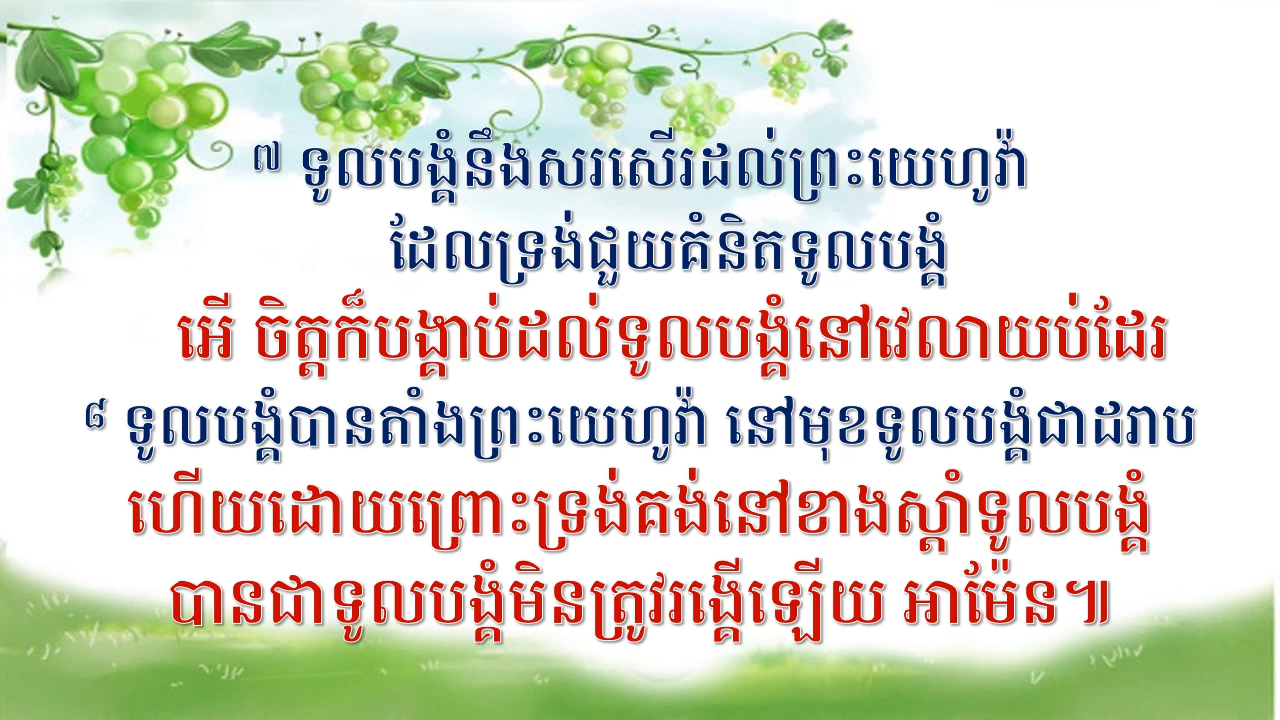 ៧ ទូលបង្គំនឹងសរសើរដល់ព្រះយេហូវ៉ា
ដែលទ្រង់ជួយគំនិតទូលបង្គំ
អើ ចិត្តក៏បង្គាប់ដល់ទូលបង្គំនៅវេលាយប់ដែរ
៨ ទូលបង្គំបានតាំងព្រះយេហូវ៉ា នៅមុខទូលបង្គំជាដរាប
ហើយដោយព្រោះទ្រង់គង់នៅខាងស្តាំទូលបង្គំ
បានជាទូលបង្គំមិនត្រូវរង្គើឡើយ អាម៉ែន៕